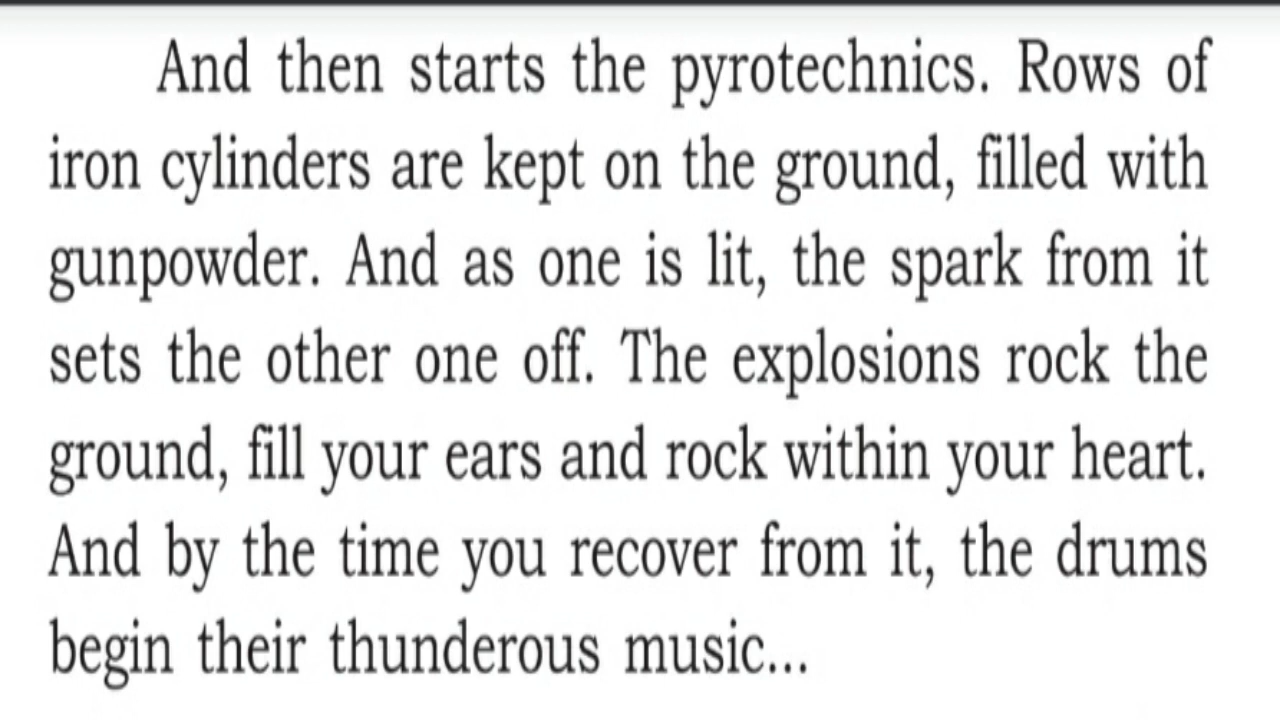 And then starts the pyrotechnics. Rows of
iron cylinders are kept on the ground, filled with
gunpowder. And as one is lit, the spark from it
sets the other one off. The explosions rock the
ground, fill your ears and rock within your heart.
And by the time you recover from it, the drums
begin their thunderous music...